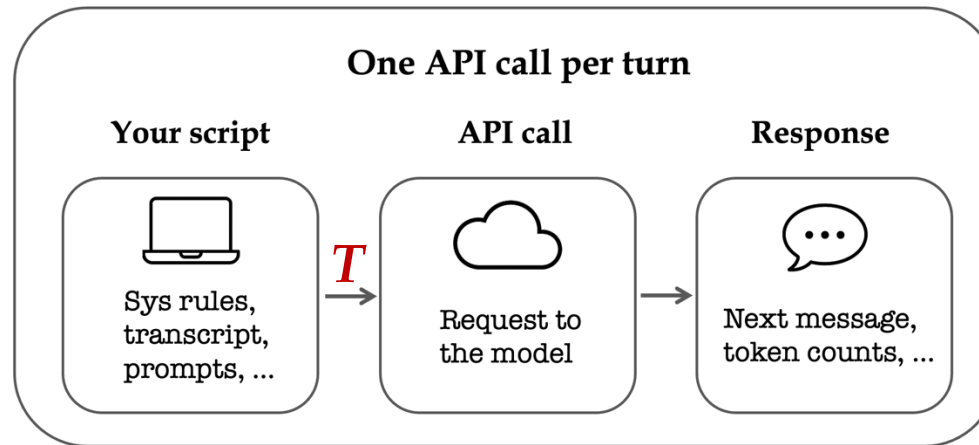 One API call per turn
Your script
API call
Response
T
Sys rules,
transcript,
prompts, ...
Request to
the model
Next message,
token counts, ...